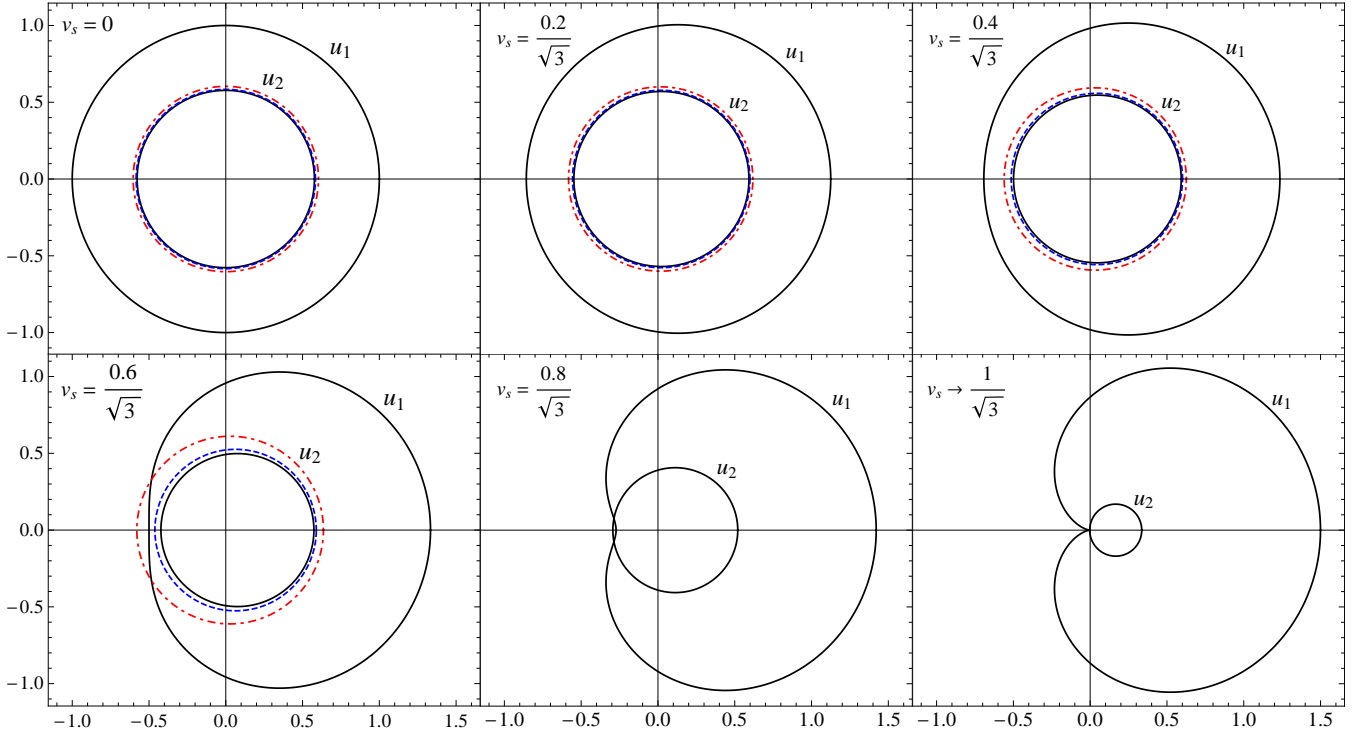 v_s = 0
u_1
u_2
v_s = 0.2/√3
u_1
u_2
v_s = 0.4/√3
u_1
u_2
1.0
0.5
0.0
−0.5
−1.0
v_s = 0.6/√3
u_1
u_2
v_s = 0.8/√3
u_1
u_2
v_s → 1/√3
u_1
u_2
1.0
0.5
0.0
−0.5
−1.0
−1.0 −0.5 0.0 0.5 1.0 1.5
−1.0 −0.5 0.0 0.5 1.0 1.5
−1.0 −0.5 0.0 0.5 1.0 1.5